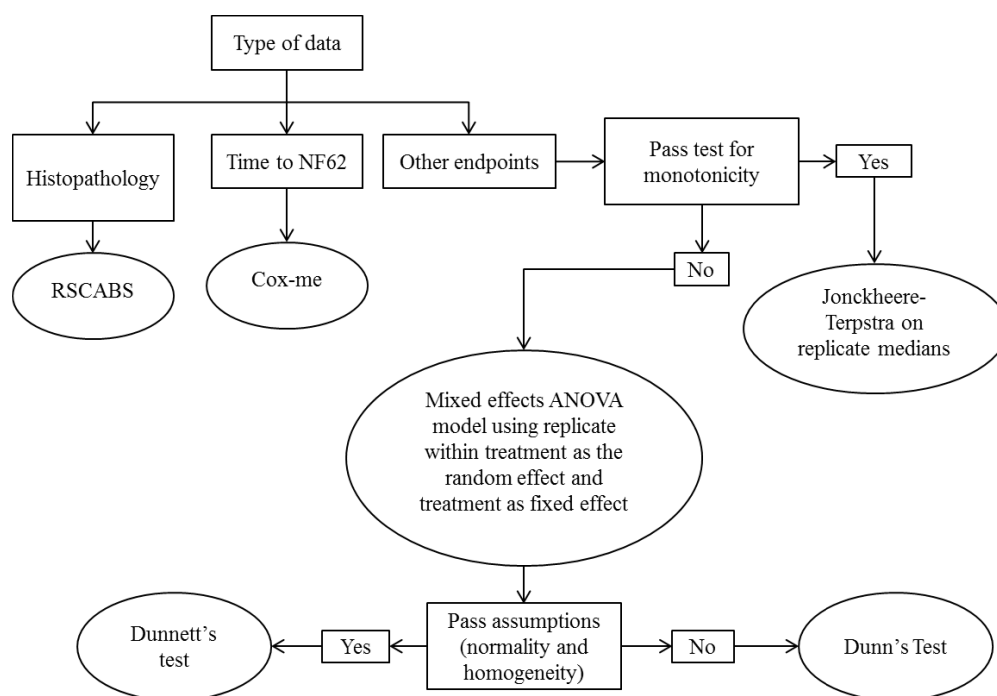 Type of data
Histopathology
Time to NF62
Other endpoints
Pass test for
monotonicity
Yes
No
RSCABS
Cox-me
Jonckheere-
Terpstra on
replicate medians
Mixed effects ANOVA
model using replicate
within treatment as the
random effect and
treatment as fixed effect
Dunnett’s
test
Yes
Pass assumptions
(normality and
homogeneity)
No
Dunn’s Test